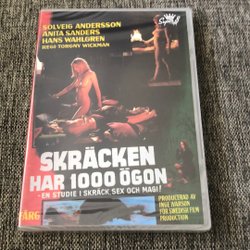 SOLVEIG ANDERSSON
ANITA SANDERS
HANS WAHLGREN
REGI TORGNY WICKMAN
SKRÄCKEN
HAR 1000 ÖGON
-EN STUDIE I SKRÄCK, SEX OCH MAGI!
PRODUCERAD AV
INGE IVARSON
FÖR SWEDISH FILM
PRODUCTION
FÄRG